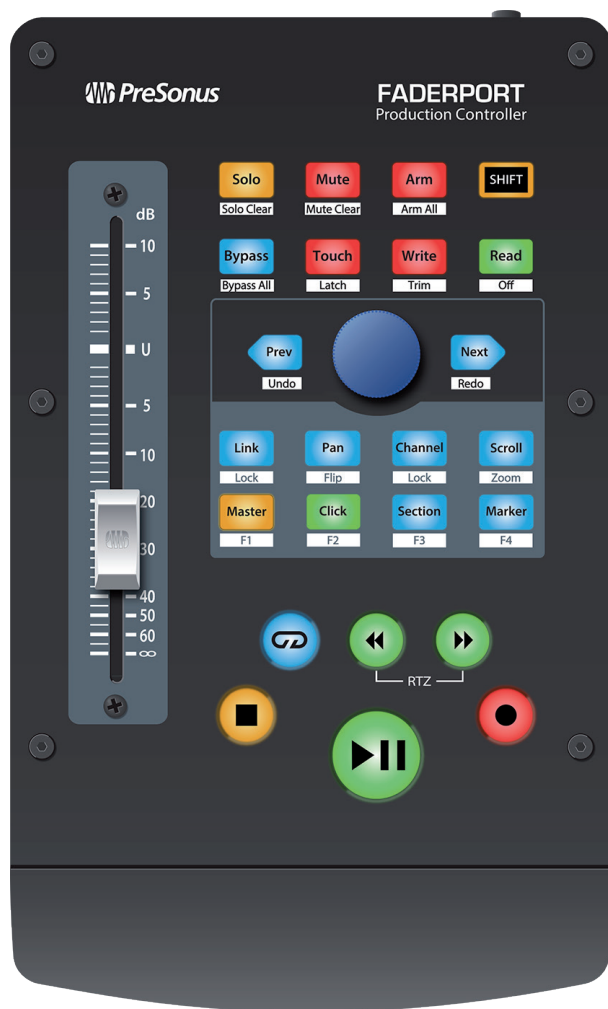 PreSonus
FADERPORT
Production Controller
Solo Mute Arm SHIFT
Solo Clear Mute Clear Arm All
Bypass Touch Write Read
Bypass All Latch Trim Off
Prev Next
Undo Redo
Link Pan Channel Scroll
Lock Flip Lock Zoom
Master Click Section Marker
F1 F2 F3 F4
RTZ
dB
10
5
U
5
10
20
30
40
50
60
∞